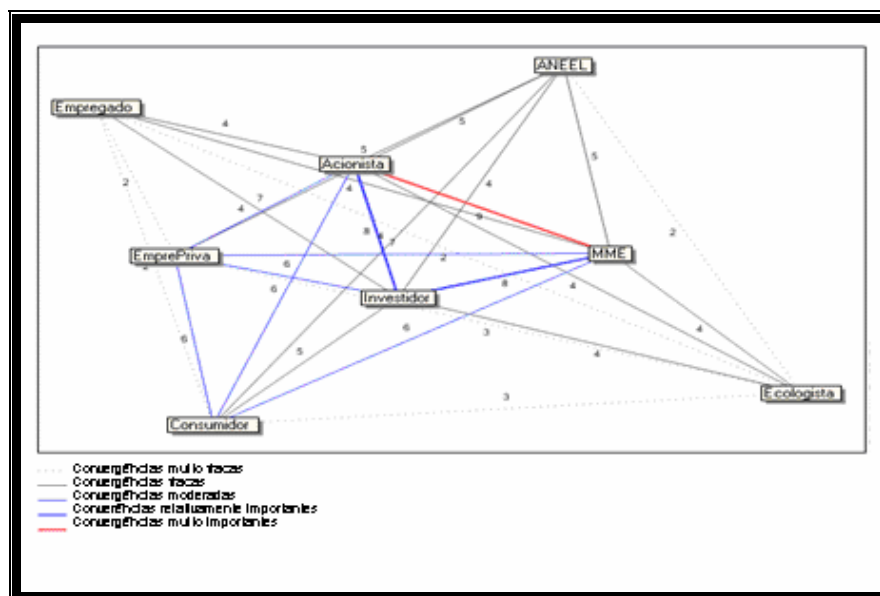 ANEEL
Empregado
4
5
5
Acionista
5
2
7
4
4
4
9
8
7
2
EmprePriva
MME
6
2
6
8
4
Investidor
6
6
3
4
5
4
Ecologista
3
Consumidor
Convergências muito fracas
Convergências fracas
Convergências moderadas
Convergências relativamente importantes
Convergências muito importantes